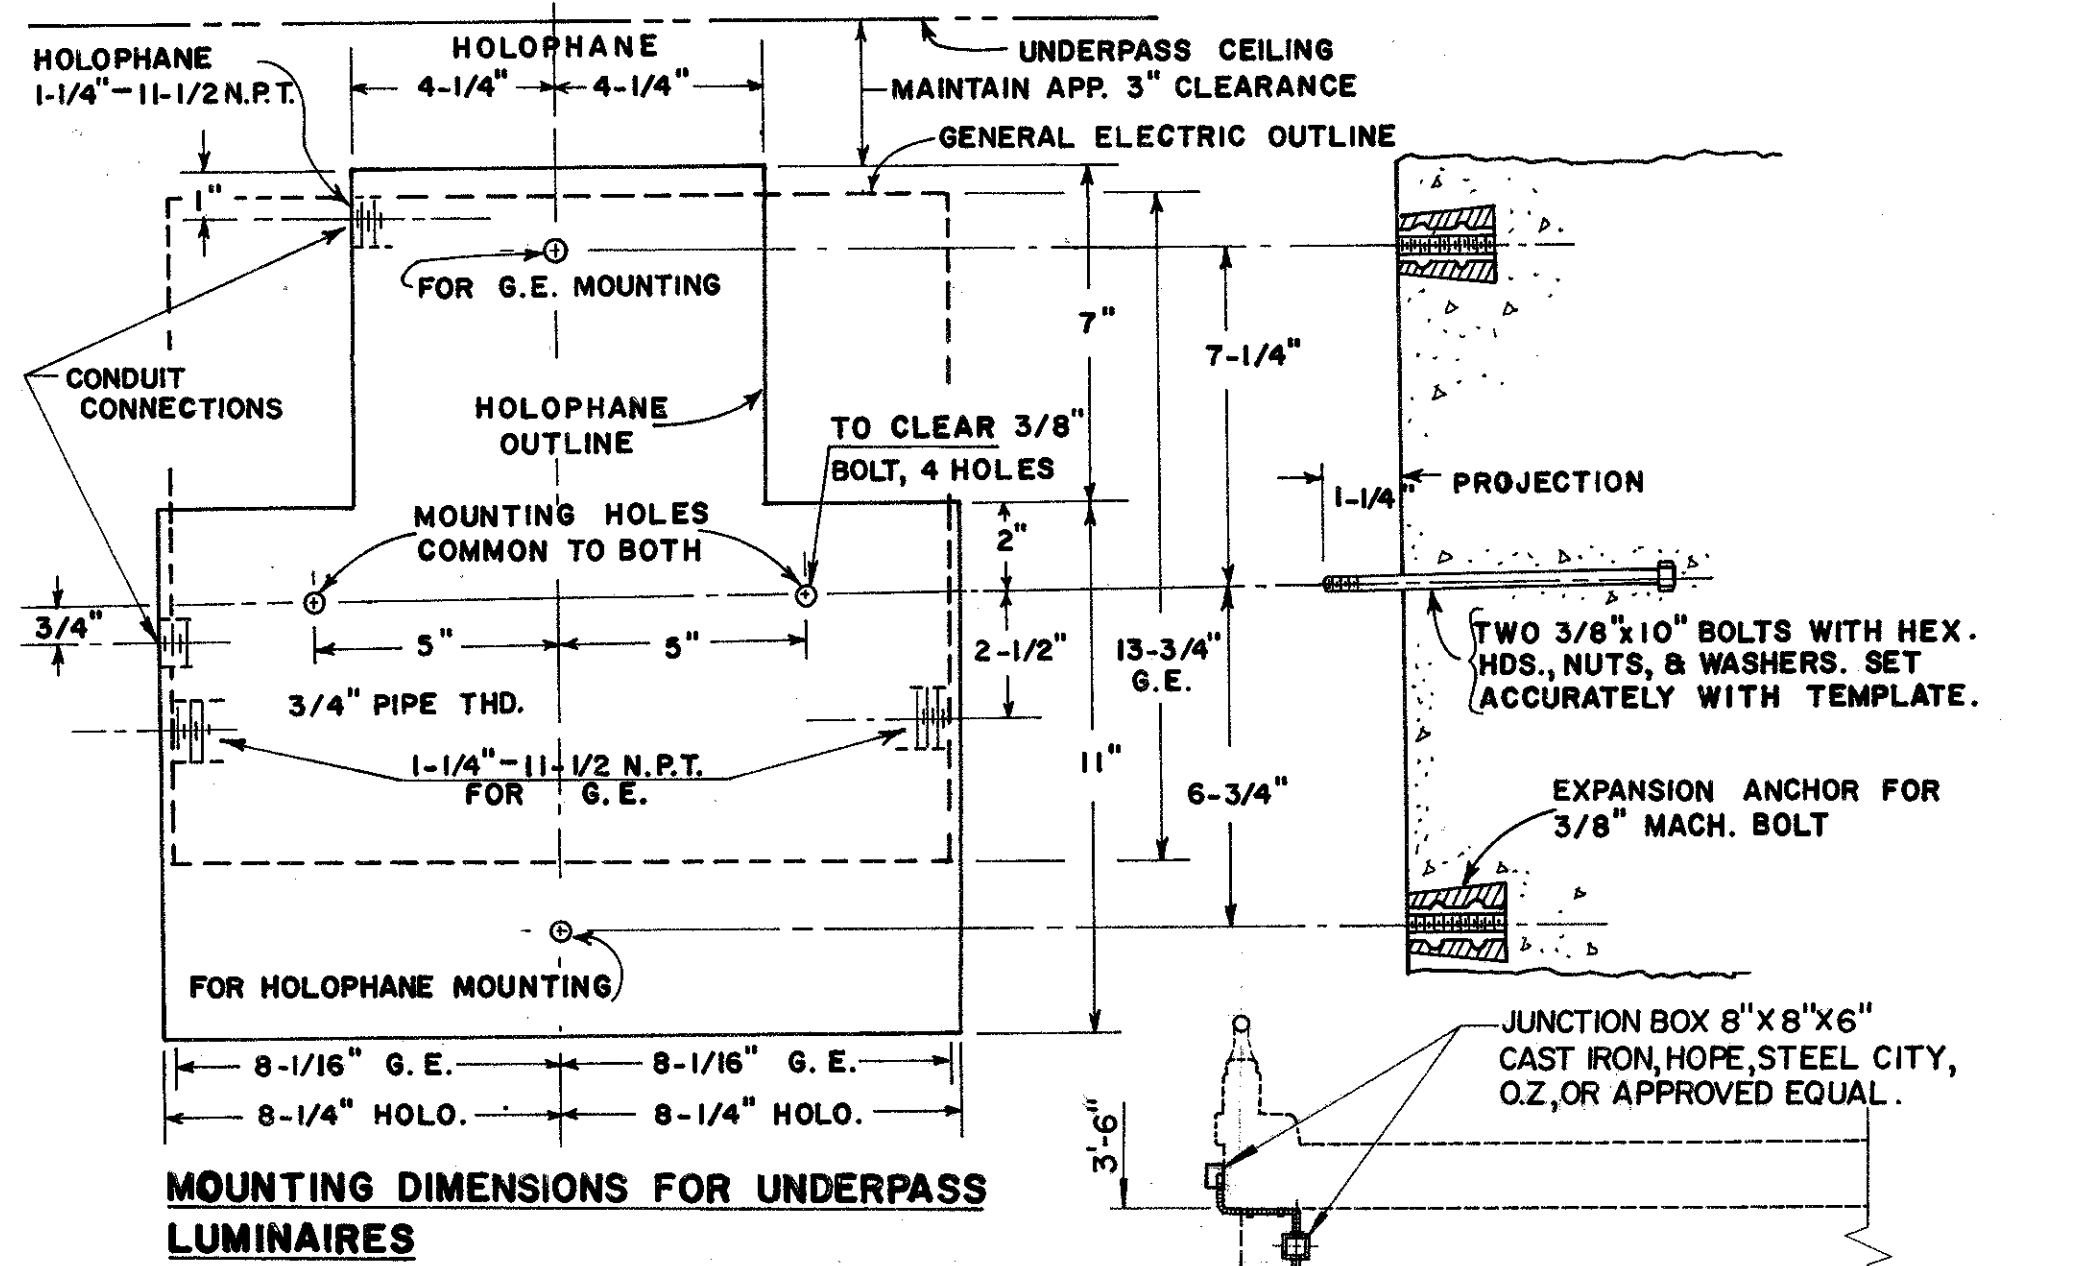 HOLOPHANE
1-1/4"-11-1/2 N.P.T.
HOLOPHANE
4-1/4" 4-1/4"
UNDERPASS CEILING
MAINTAIN APP. 3" CLEARANCE
GENERAL ELECTRIC OUTLINE
1"
FOR G.E. MOUNTING
7"
7-1/4"
CONDUIT
CONNECTIONS
HOLOPHANE
OUTLINE
TO CLEAR 3/8"
BOLT, 4 HOLES
1-1/4" PROJECTION
MOUNTING HOLES
COMMON TO BOTH
2"
3/4"
5" 5"
2-1/2"
13-3/4"
G.E.
TWO 3/8"x10" BOLTS WITH HEX.
HDS., NUTS, & WASHERS. SET
ACCURATELY WITH TEMPLATE.
3/4" PIPE THD.
1-1/4"-11-1/2 N.P.T.
FOR G.E.
11"
6-3/4"
EXPANSION ANCHOR FOR
3/8" MACH. BOLT
FOR HOLOPHANE MOUNTING
8-1/16" G.E. 8-1/16" G.E.
8-1/4" HOLO. 8-1/4" HOLO.
JUNCTION BOX 8"X8"X6"
CAST IRON, HOPE, STEEL CITY,
O.Z., OR APPROVED EQUAL.
3'-6"
MOUNTING DIMENSIONS FOR UNDERPASS
LUMINAIRES